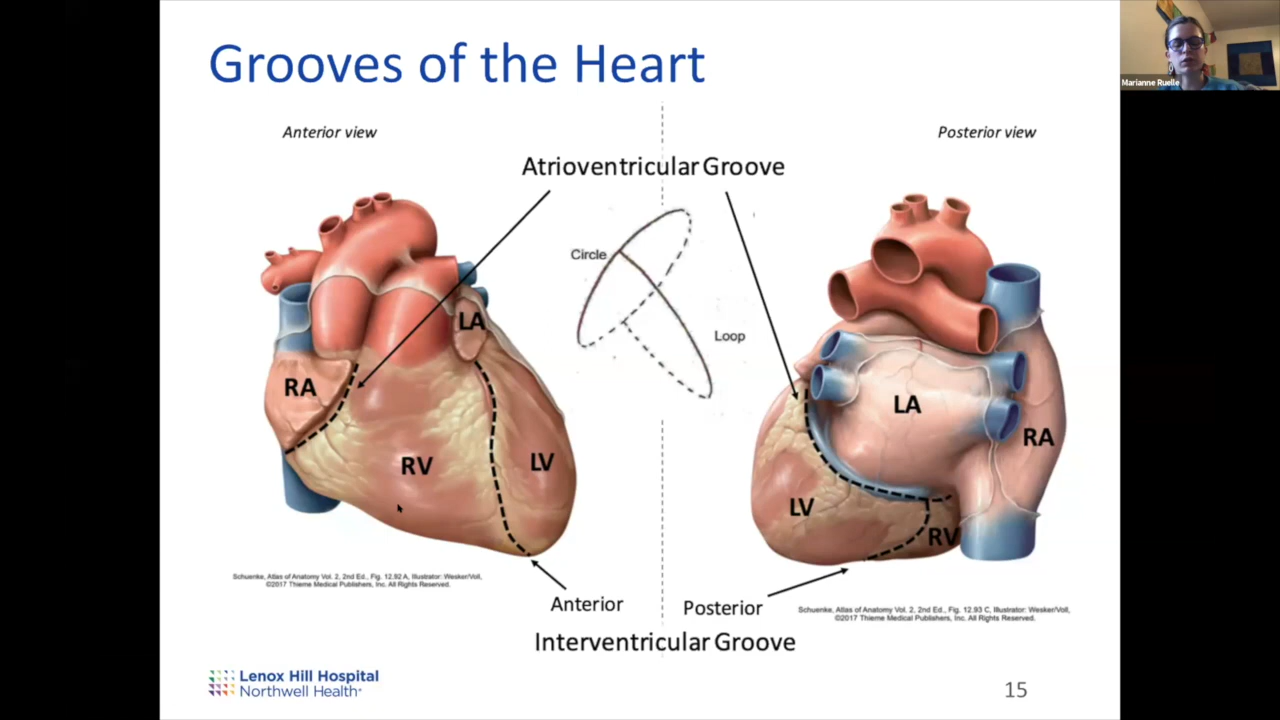 Grooves of the Heart
Marianne Ruelle
Anterior view
Posterior view
Atrioventricular Groove
Circle
Loop
LA
RA
RV
LV
LA
RA
LV
RV
Schuenke, Atlas of Anatomy Vol. 2, 2nd Ed., Fig. 12.92 A, Illustrator: Wesker/Voll,
©2017 Thieme Medical Publishers, Inc. All Rights Reserved.
Anterior
Posterior
Schuenke, Atlas of Anatomy Vol. 2, 2nd Ed., Fig. 12.93 C, Illustrator: Wesker/Voll,
©2017 Thieme Medical Publishers, Inc. All Rights Reserved.
Interventricular Groove
Lenox Hill Hospital
Northwell Health
15